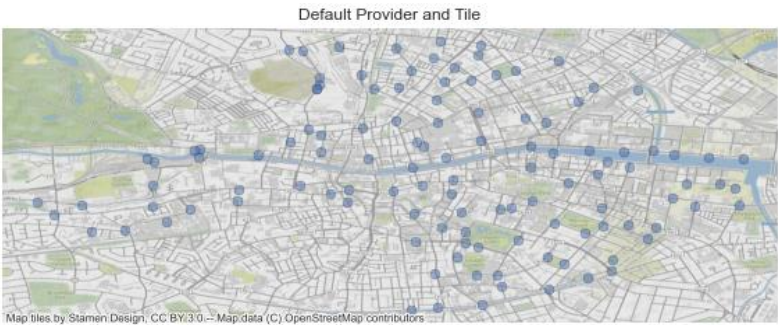 Default Provider and Tile
Map tiles by Stamen Design, CC BY 3.0 -- Map data (C) OpenStreetMap contributors